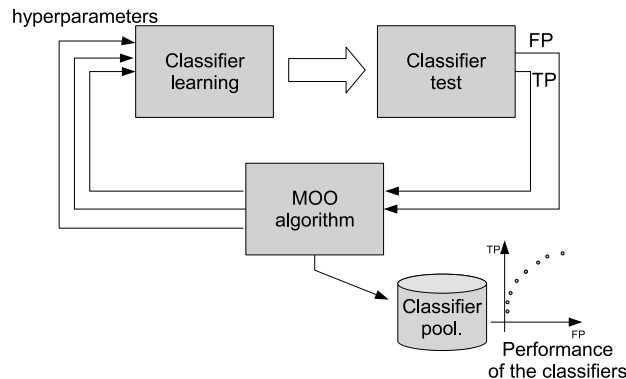 hyperparameters
Classifier
learning
Classifier
test
FP
TP
MOO
algorithm
Classifier
pool.
TP
FP
Performance
of the classifiers